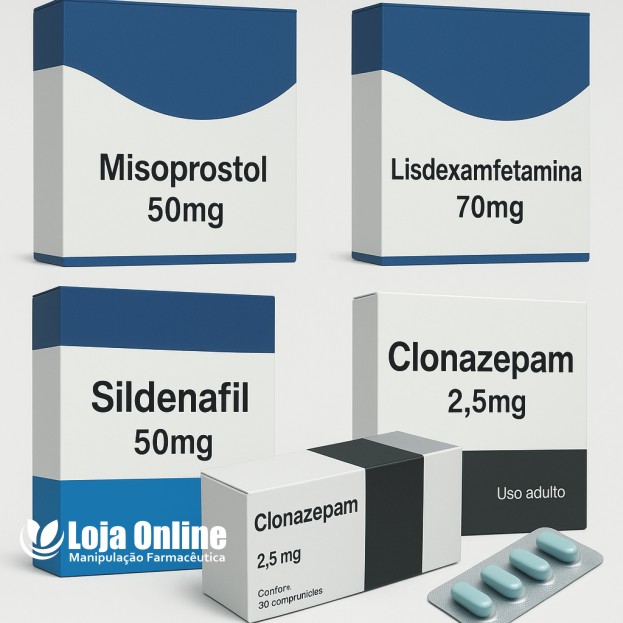 Misoprostol
50mg
Lisdexamfetamina
70mg
Sildenafil
50mg
Clonazepam
2,5mg
Uso adulto
Clonazepam
2,5 mg
Confor.
30 comprunicles
Loja Online
Manipulação Farmacêutica